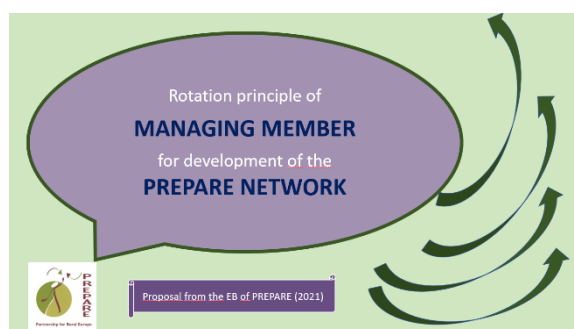 Rotation principle of
MANAGING MEMBER
for development of the
PREPARE NETWORK
PREPARE
Partnership for Rural Europe
Proposal from the EB of PREPARE (2021)